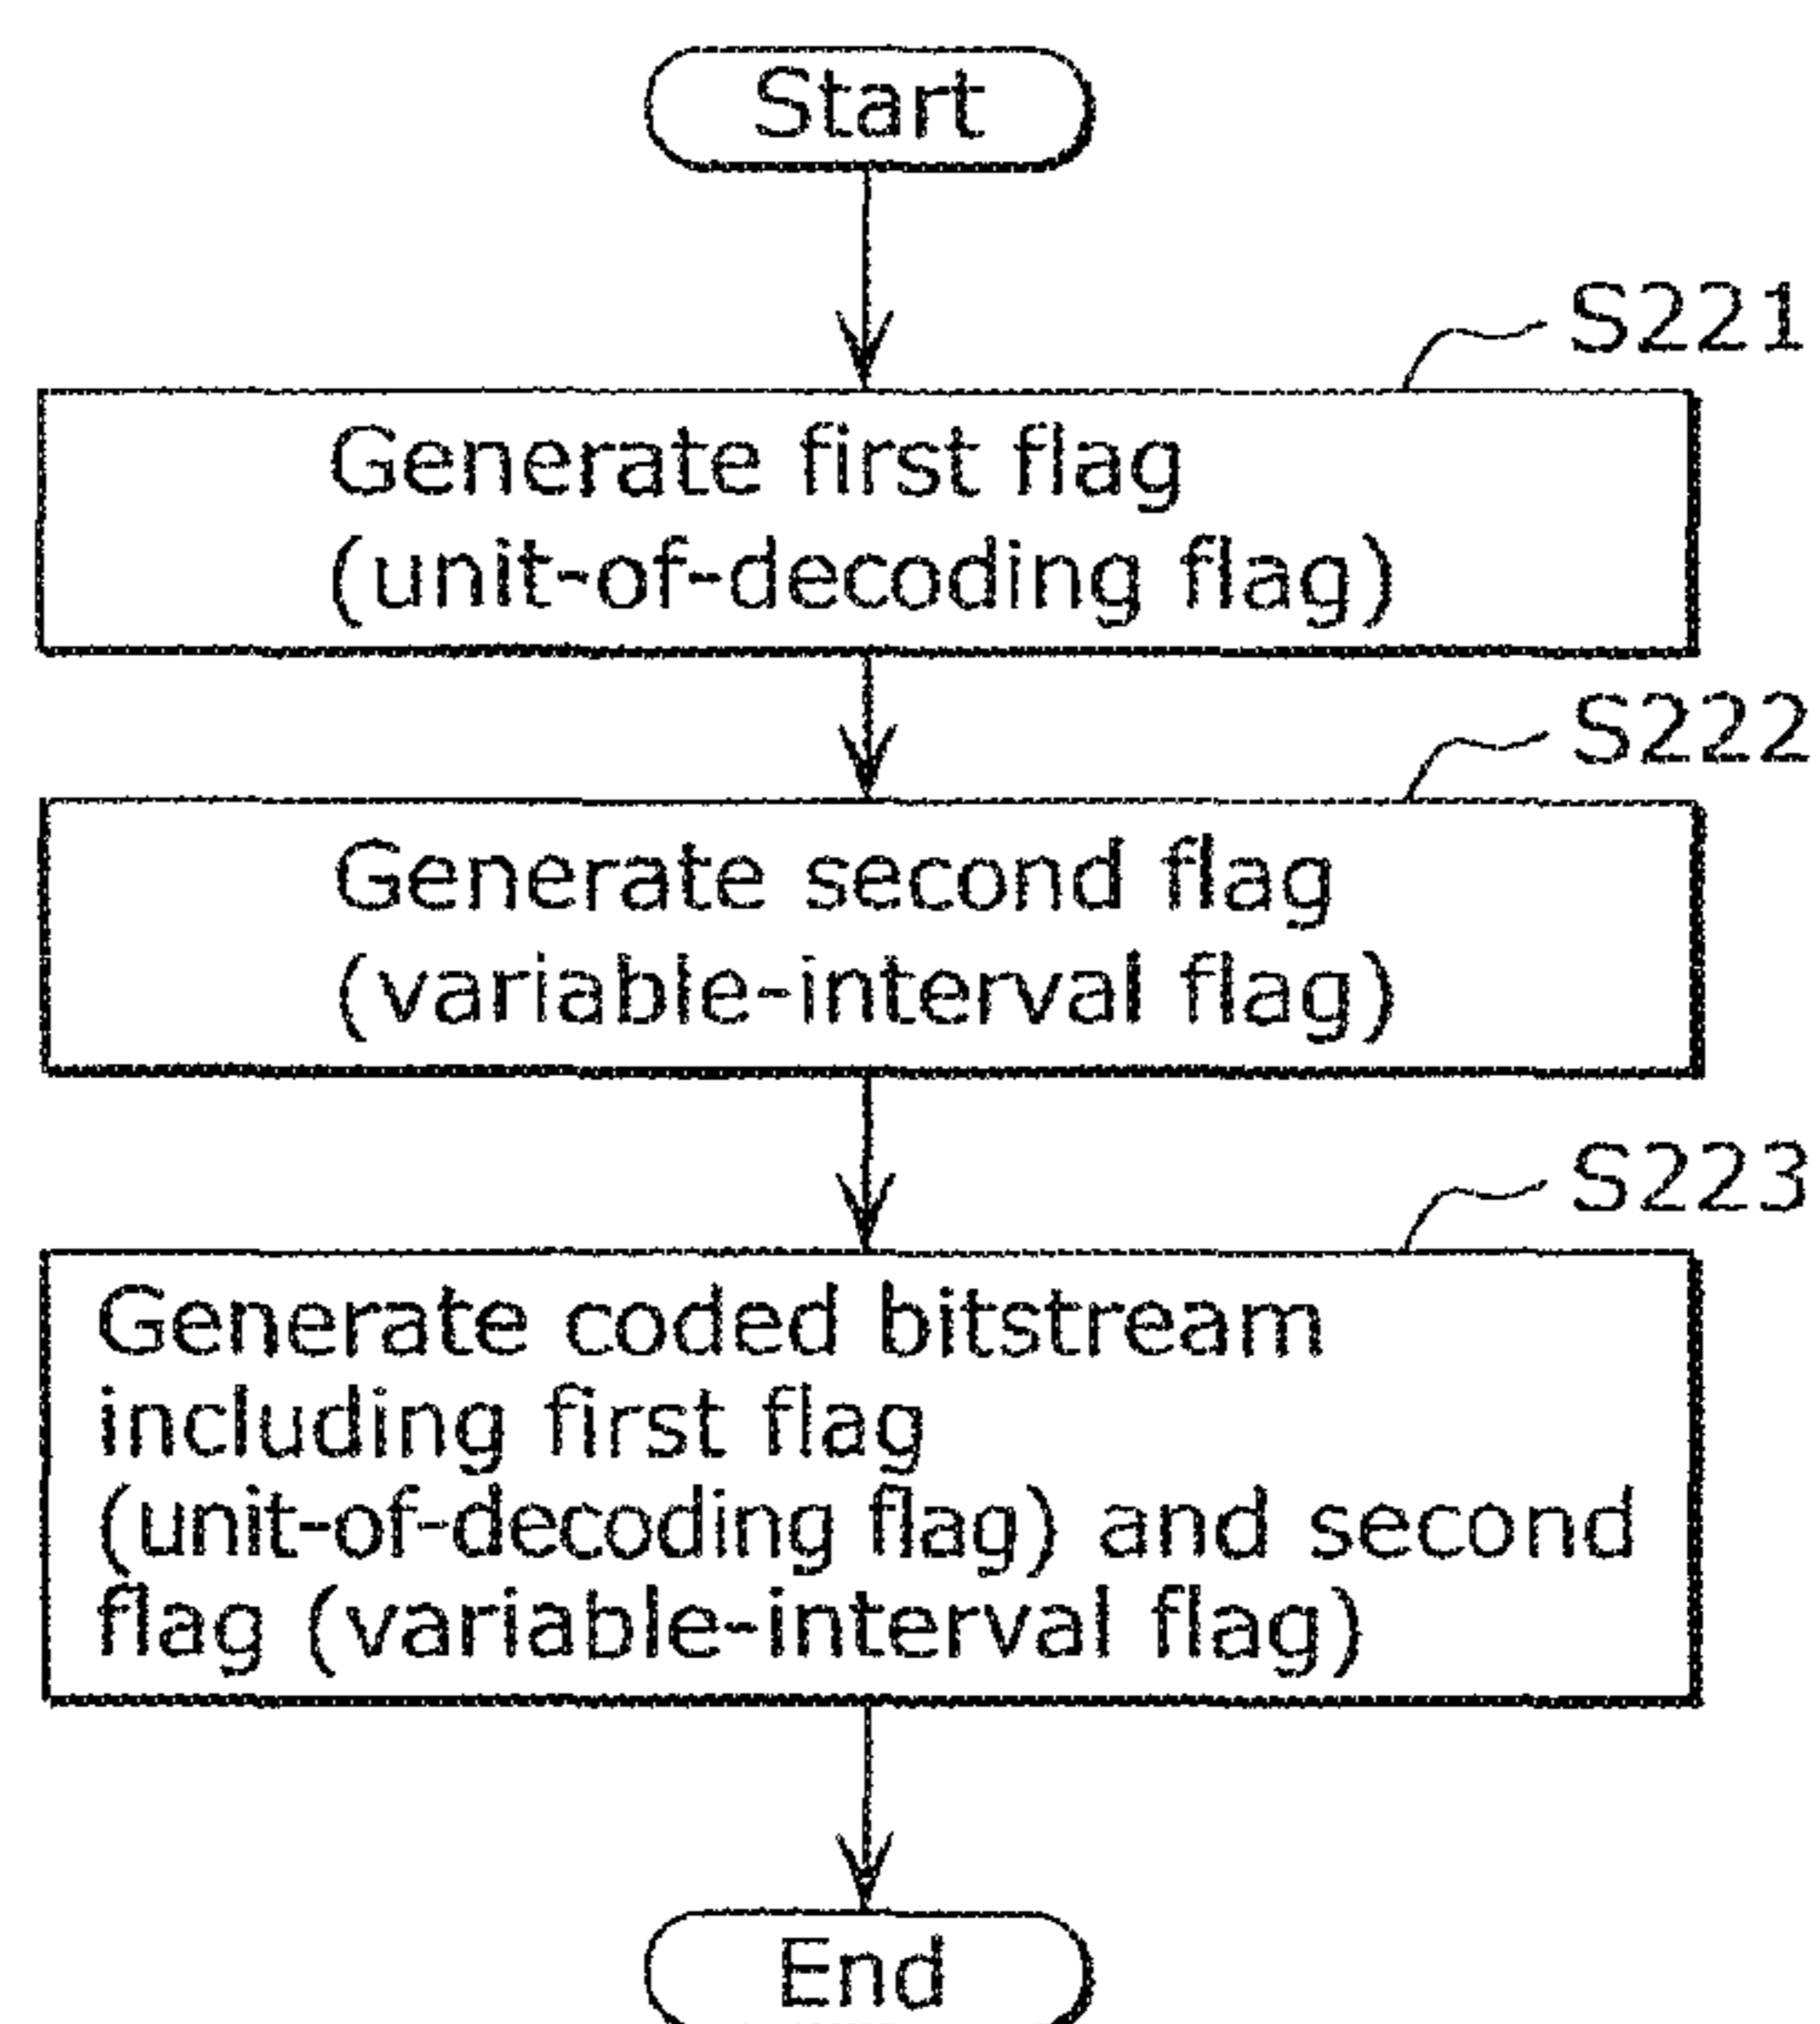 Start
S221
Generate first flag
(unit-of-decoding flag)
S222
Generate second flag
(variable-interval flag)
S223
Generate coded bitstream
including first flag
(unit-of-decoding flag) and second
flag (variable-interval flag)
End